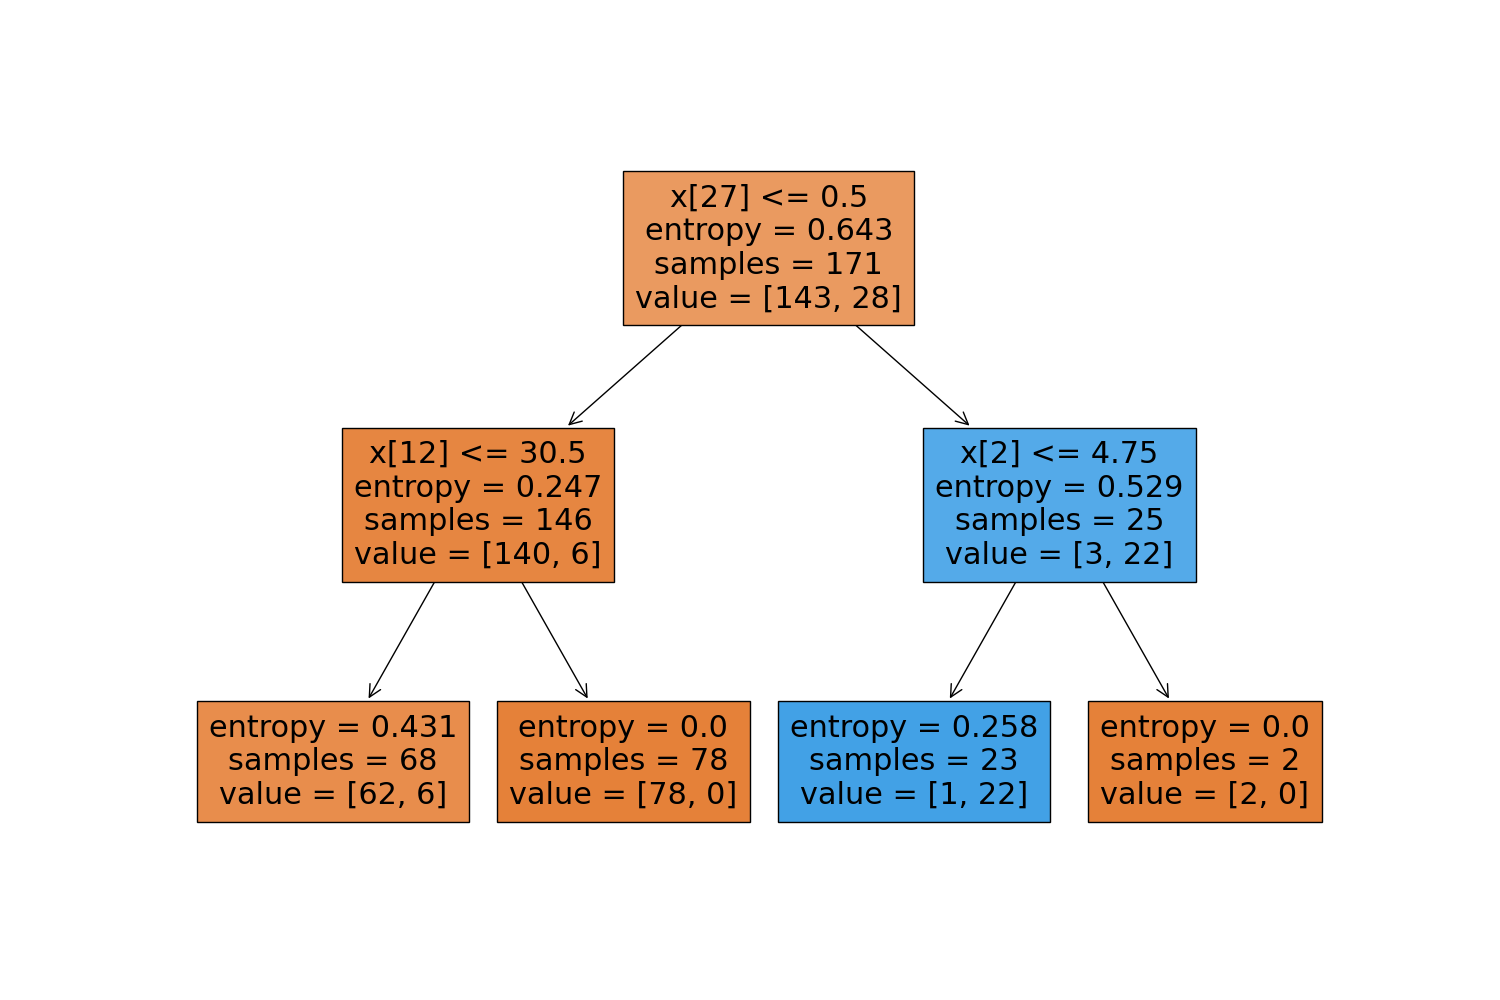 x[27] <= 0.5
entropy = 0.643
samples = 171
value = [143, 28]
x[12] <= 30.5
entropy = 0.247
samples = 146
value = [140, 6]
x[2] <= 4.75
entropy = 0.529
samples = 25
value = [3, 22]
entropy = 0.431
samples = 68
value = [62, 6]
entropy = 0.0
samples = 78
value = [78, 0]
entropy = 0.258
samples = 23
value = [1, 22]
entropy = 0.0
samples = 2
value = [2, 0]